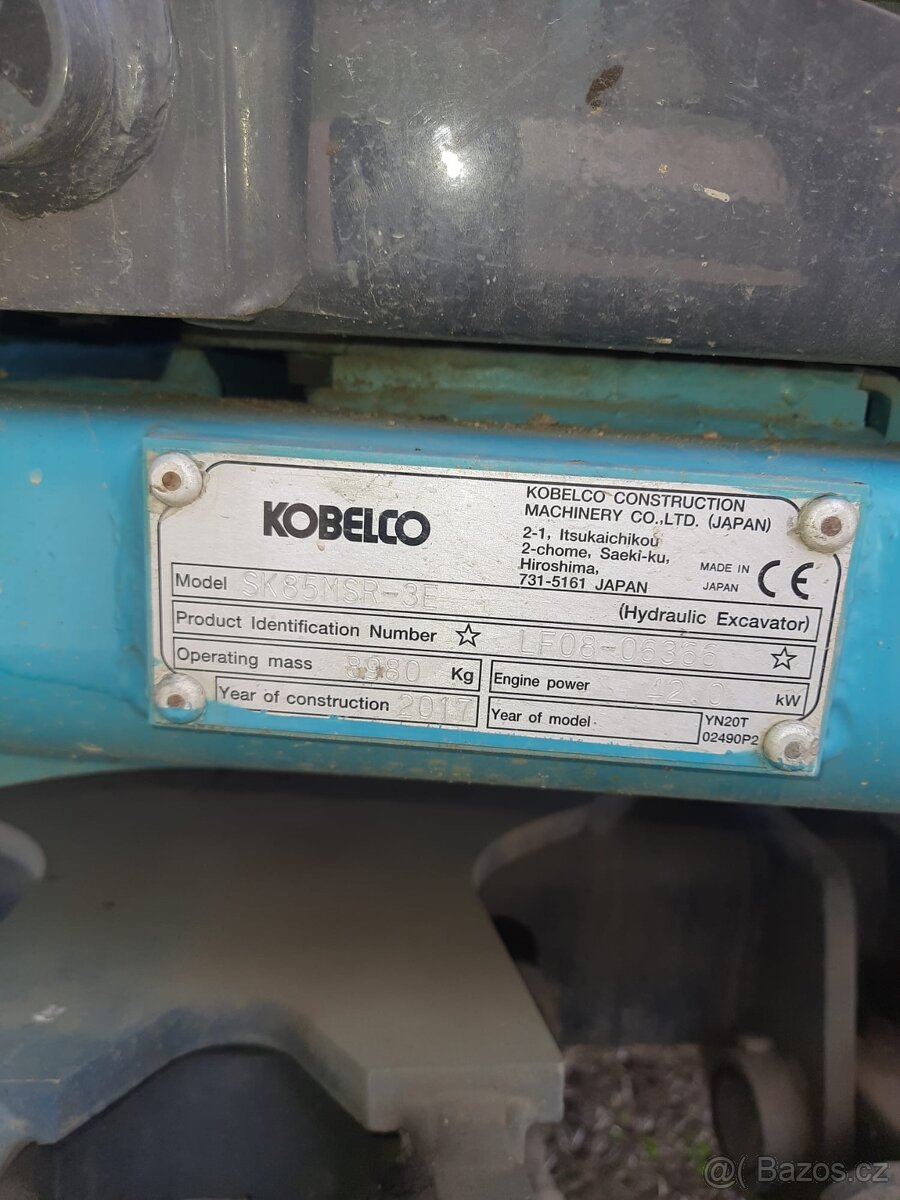 KOBELCO
KOBELCO CONSTRUCTION
MACHINERY CO.,LTD. (JAPAN)
2-1, Itsukaichikou
2-chome, Saeki-ku,
Hiroshima,
731-5161 JAPAN
MADE IN
JAPAN
CE
Model SK85MSR-3E (Hydraulic Excavator)
Product Identification Number ☆ LF08-06366 ☆
Operating mass 8980 Kg
Engine power 42.0 kW
Year of construction 2017
Year of model
YN20T
02490P2
@( Bazos.cz